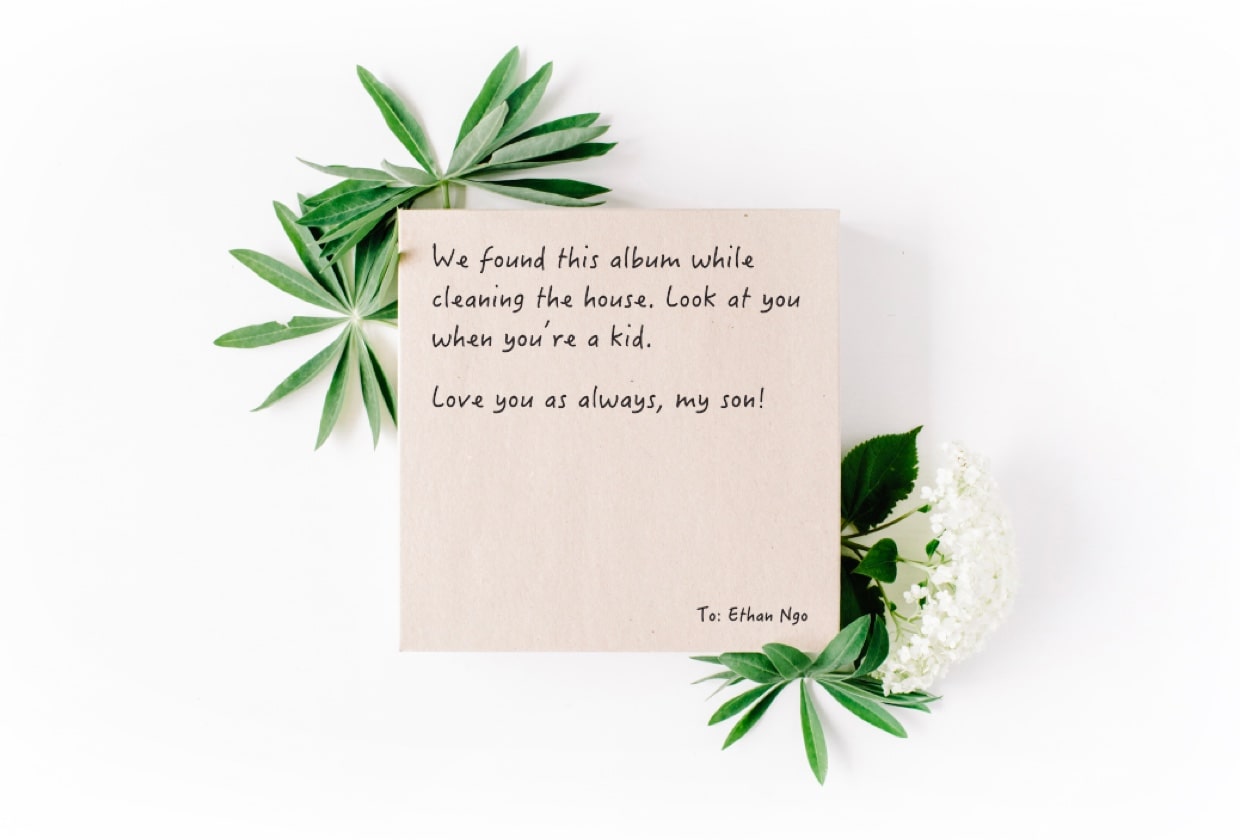 We found this album while
cleaning the house. Look at you
when you're a kid.
Love you as always, my son!
To: Ethan Ngo